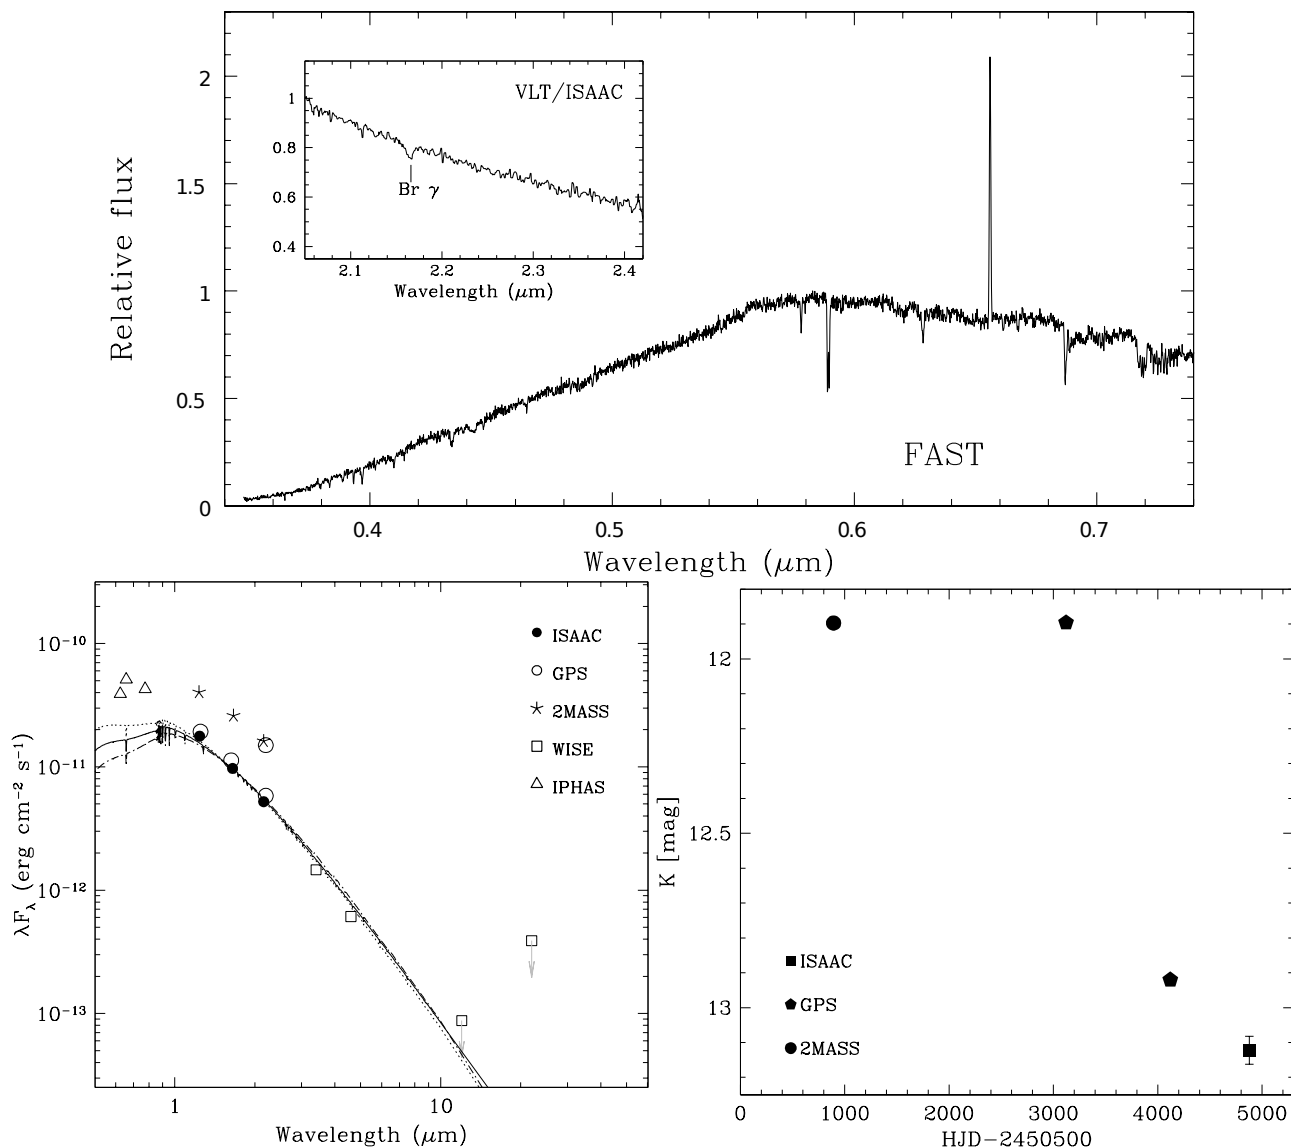 2
1.5
1
0.5
0
Relative flux
0.4
0.5
0.6
0.7
Wavelength (μm)
FAST
VLT/ISAAC
1
0.8
0.6
0.4
Br γ
2.1
2.2
2.3
2.4
Wavelength (μm)
10⁻¹⁰
10⁻¹¹
10⁻¹²
10⁻¹³
λFλ (erg cm⁻² s⁻¹)
ISAAC
GPS
2MASS
WISE
IPHAS
1
10
Wavelength (μm)
12
12.5
13
K [mag]
ISAAC
GPS
2MASS
0
1000
2000
3000
4000
5000
HJD-2450500